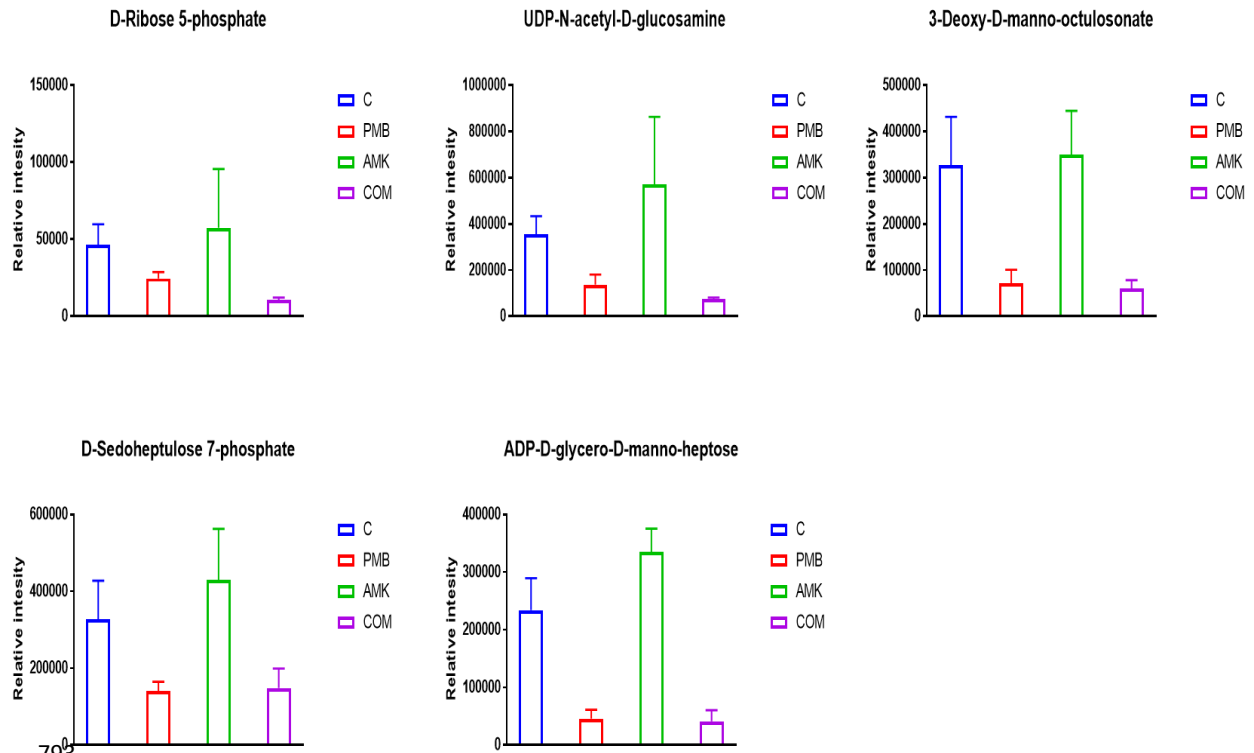 D-Ribose 5-phosphate
Relative intesity
150000
100000
50000
0
C
PMB
AMK
COM
UDP-N-acetyl-D-glucosamine
Relative intesity
1000000
800000
600000
400000
200000
0
C
PMB
AMK
COM
3-Deoxy-D-manno-octulosonate
Relative intesity
500000
400000
300000
200000
100000
0
C
PMB
AMK
COM
D-Sedoheptulose 7-phosphate
Relative intesity
600000
400000
200000
0
C
PMB
AMK
COM
ADP-D-glycero-D-manno-heptose
Relative intesity
400000
300000
200000
100000
0
C
PMB
AMK
COM